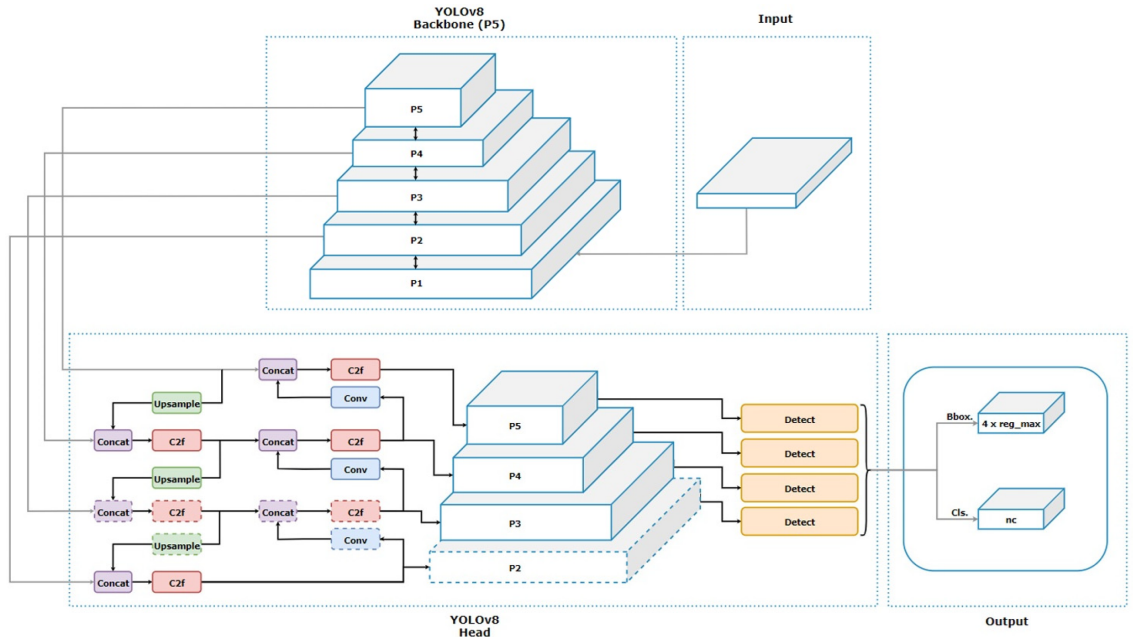 YOLOv8
Backbone (P5)
Input
P5
P4
P3
P2
P1
Concat
C2f
Upsample
Conv
Concat
C2f
Concat
C2f
Upsample
Conv
Concat
C2f
Concat
C2f
Upsample
Conv
Concat
C2f
P5
P4
P3
P2
Detect
Detect
Detect
Detect
Bbox.
4 x reg_max
Cls.
nc
YOLOv8
Head
Output